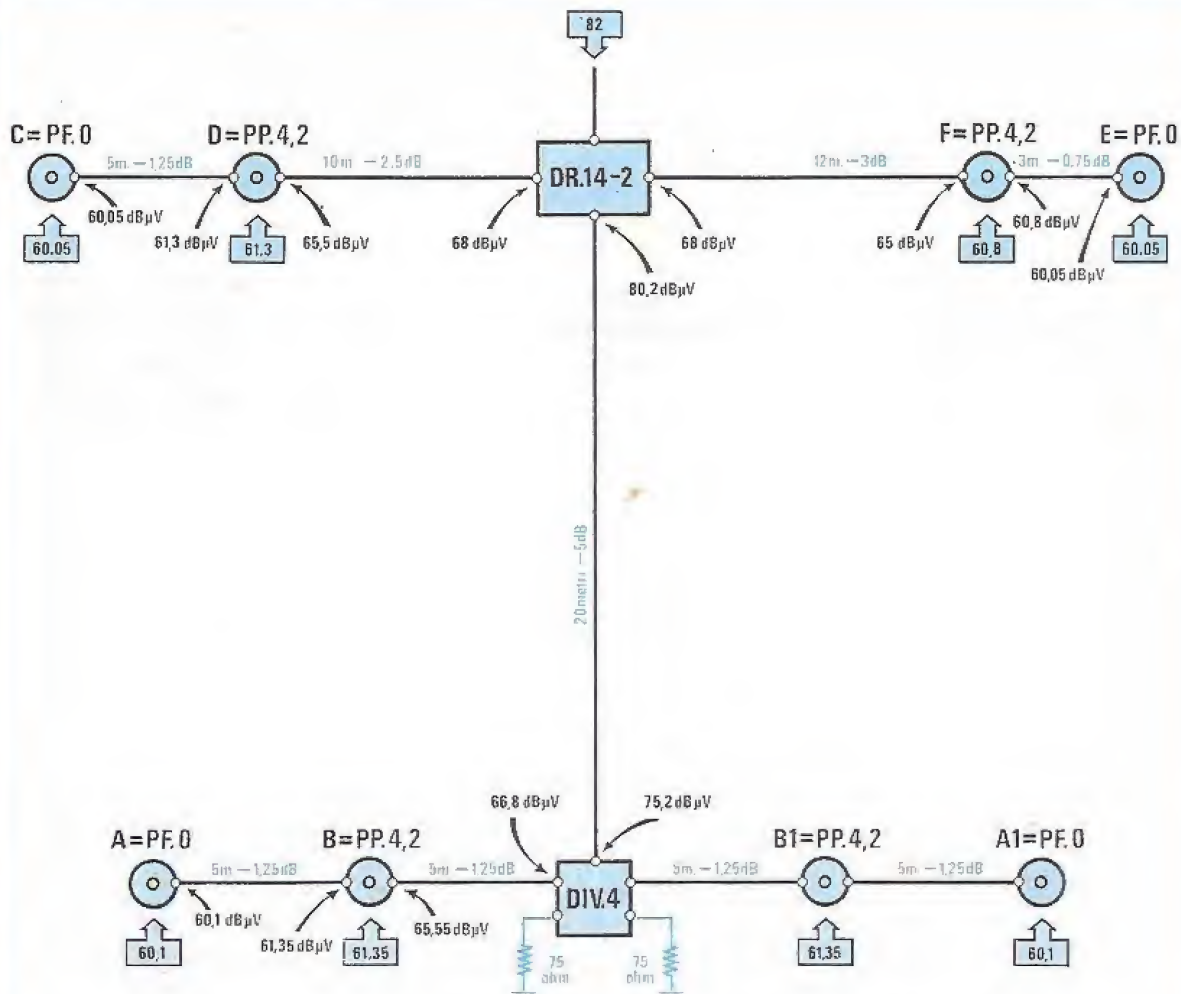 82
C=PF.0
D=PP.4,2
F=PP.4,2
E=PF.0
5m. -1,25dB
10m -2,5dB
DR.14-2
12m. -3dB
3m. -0,75dB
60,05 dBµV
61,3 dBµV
65,5 dBµV
68 dBµV
68 dBµV
65 dBµV
60,8 dBµV
60,05 dBµV
60.05
61.3
60,8
60.05
80,2 dBµV
20 metri -5dB
66,8 dBµV
75,2 dBµV
A=PF.0
B=PP.4,2
B1=PP.4,2
A1=PF.0
5m -1,25dB
5m. -1,25dB
DIV.4
5m. -1,25dB
5m. -1,25dB
60,1 dBµV
61,35 dBµV
65,55 dBµV
60,1
61,35
75
ohm
75
ohm
61,35
60,1